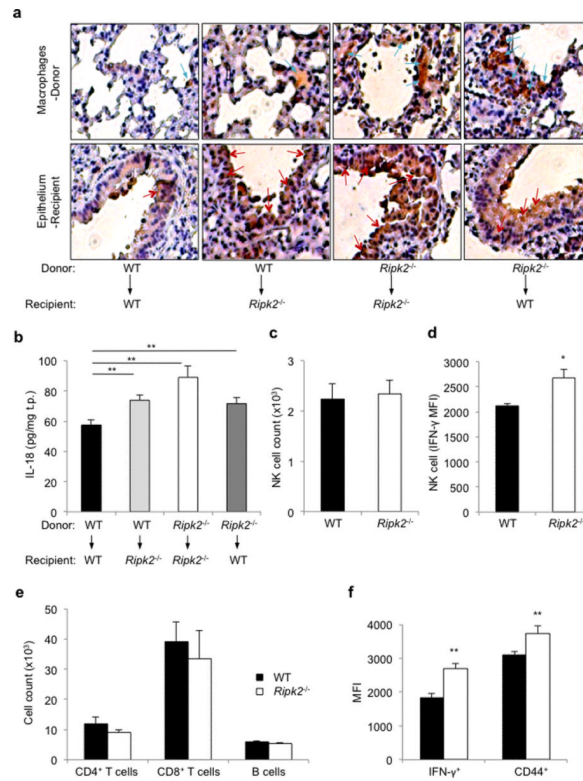 a
Macrophages
-Donor
Epithelium
-Recipient
Donor: WT WT Ripk2-/- Ripk2-/-
Recipient: WT Ripk2-/- Ripk2-/- WT
b
IL-18 (pg/mg t.p.)
100
80
60
40
20
0
**
**
**
Donor: WT WT Ripk2-/- Ripk2-/-
Recipient: WT Ripk2-/- Ripk2-/- WT
c
NK cell count (x10³)
3
2
1
0
WT Ripk2-/-
d
NK cell (IFN-γ MFI)
3000
2500
2000
1500
1000
500
0
*
WT Ripk2-/-
e
Cell count (x10³)
50
40
30
20
10
0
WT
Ripk2-/-
CD4+ T cells CD8+ T cells B cells
f
MFI
4000
3000
2000
1000
0
**
**
IFN-γ+ CD44+